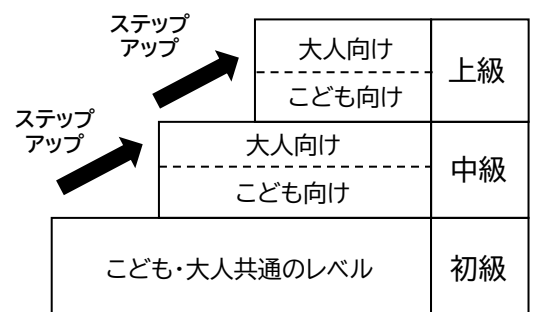 ステップ
アップ
大人向け
こども向け
上級
ステップ
アップ
大人向け
こども向け
中級
こども・大人共通のレベル
初級